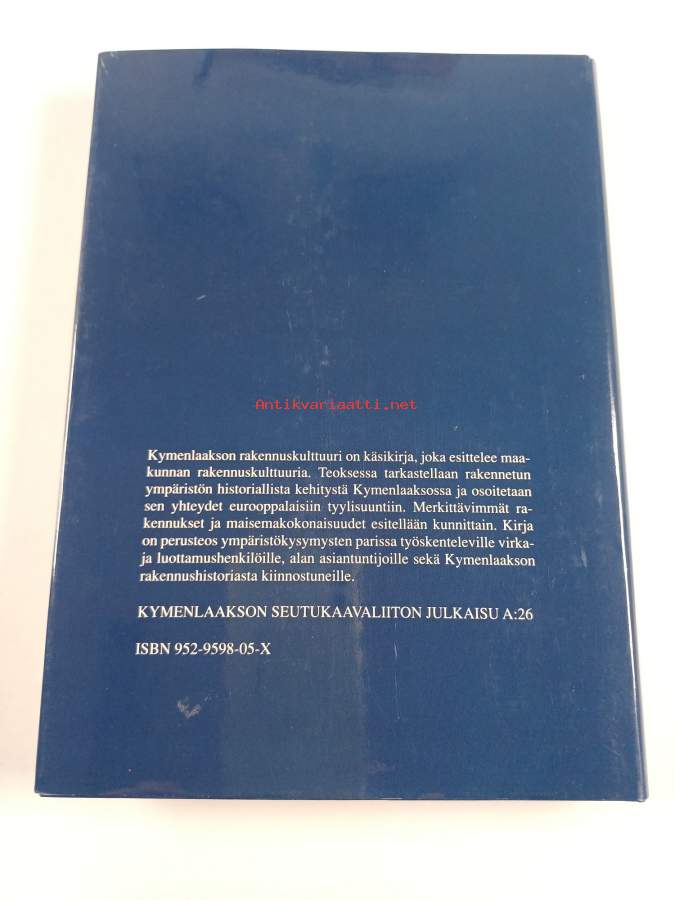 Antikvariaatti.net
Kymenlaakson rakennuskulttuuri on käsikirja, joka esittelee maa-
kunnan rakennuskulttuuria. Teoksessa tarkastellaan rakennetun
ympäristön historiallista kehitystä Kymenlaaksossa ja osoitetaan
sen yhteydet eurooppalaisiin tyylisuuntiin. Merkittävimmät ra-
kennukset ja maisemakokonaisuudet esitellään kunnittain. Kirja
on perusteos ympäristökysymysten parissa työskenteleville virka-
ja luottamushenkilöille, alan asiantuntijoille sekä Kymenlaakson
rakennushistoriasta kiinnostuneille.
KYMENLAAKSON SEUTUKAAVALIITON JULKAISU A:26
ISBN 952-9598-05-X